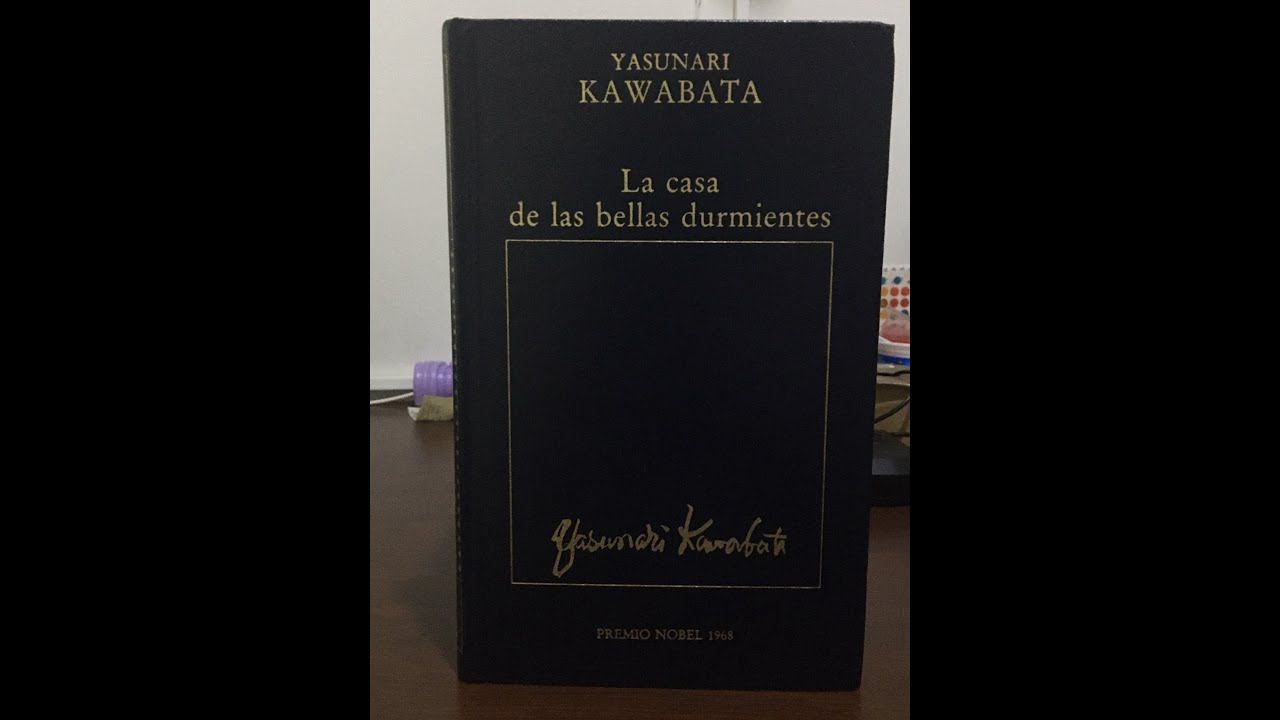 YASUNARI
KAWABATA
La casa
de las bellas durmientes
Yasunari Kawabata
PREMIO NOBEL 1968